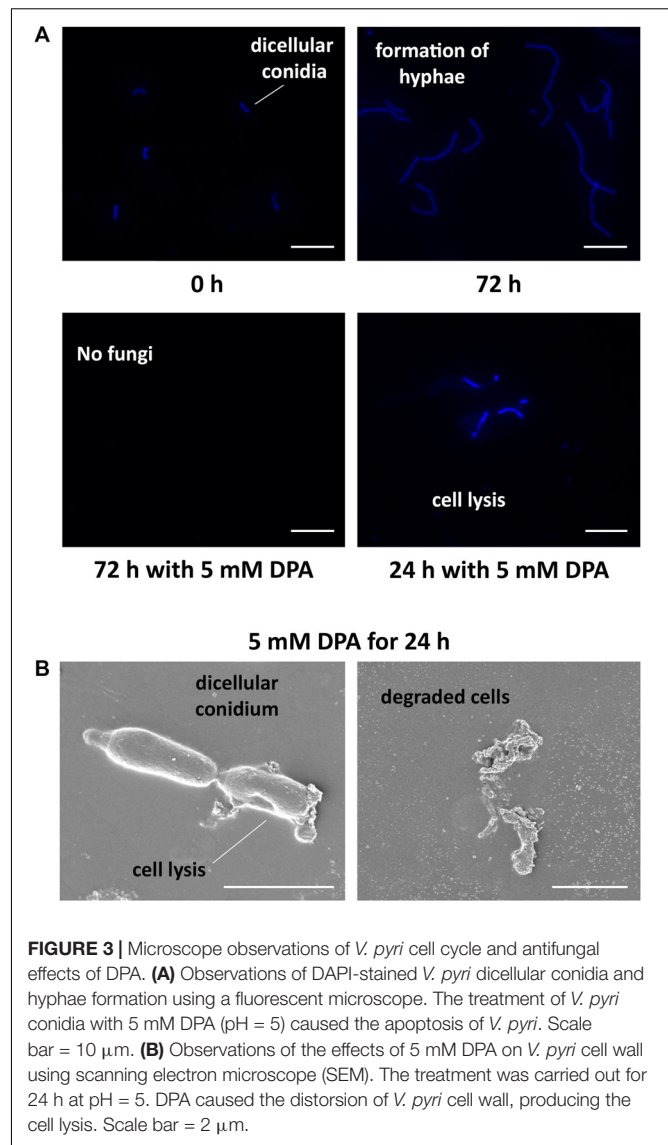 A
dicellular
conidia
formation of
hyphae
0 h
72 h
No fungi
cell lysis
72 h with 5 mM DPA
24 h with 5 mM DPA
5 mM DPA for 24 h
B
dicellular
conidium
cell lysis
degraded cells
FIGURE 3 | Microscope observations of V. pyri cell cycle and antifungal
effects of DPA. (A) Observations of DAPI-stained V. pyri dicellular conidia and
hyphae formation using a fluorescent microscope. The treatment of V. pyri
conidia with 5 mM DPA (pH = 5) caused the apoptosis of V. pyri. Scale
bar = 10 μm. (B) Observations of the effects of 5 mM DPA on V. pyri cell wall
using scanning electron microscope (SEM). The treatment was carried out for
24 h at pH = 5. DPA caused the distorsion of V. pyri cell wall, producing the
cell lysis. Scale bar = 2 μm.